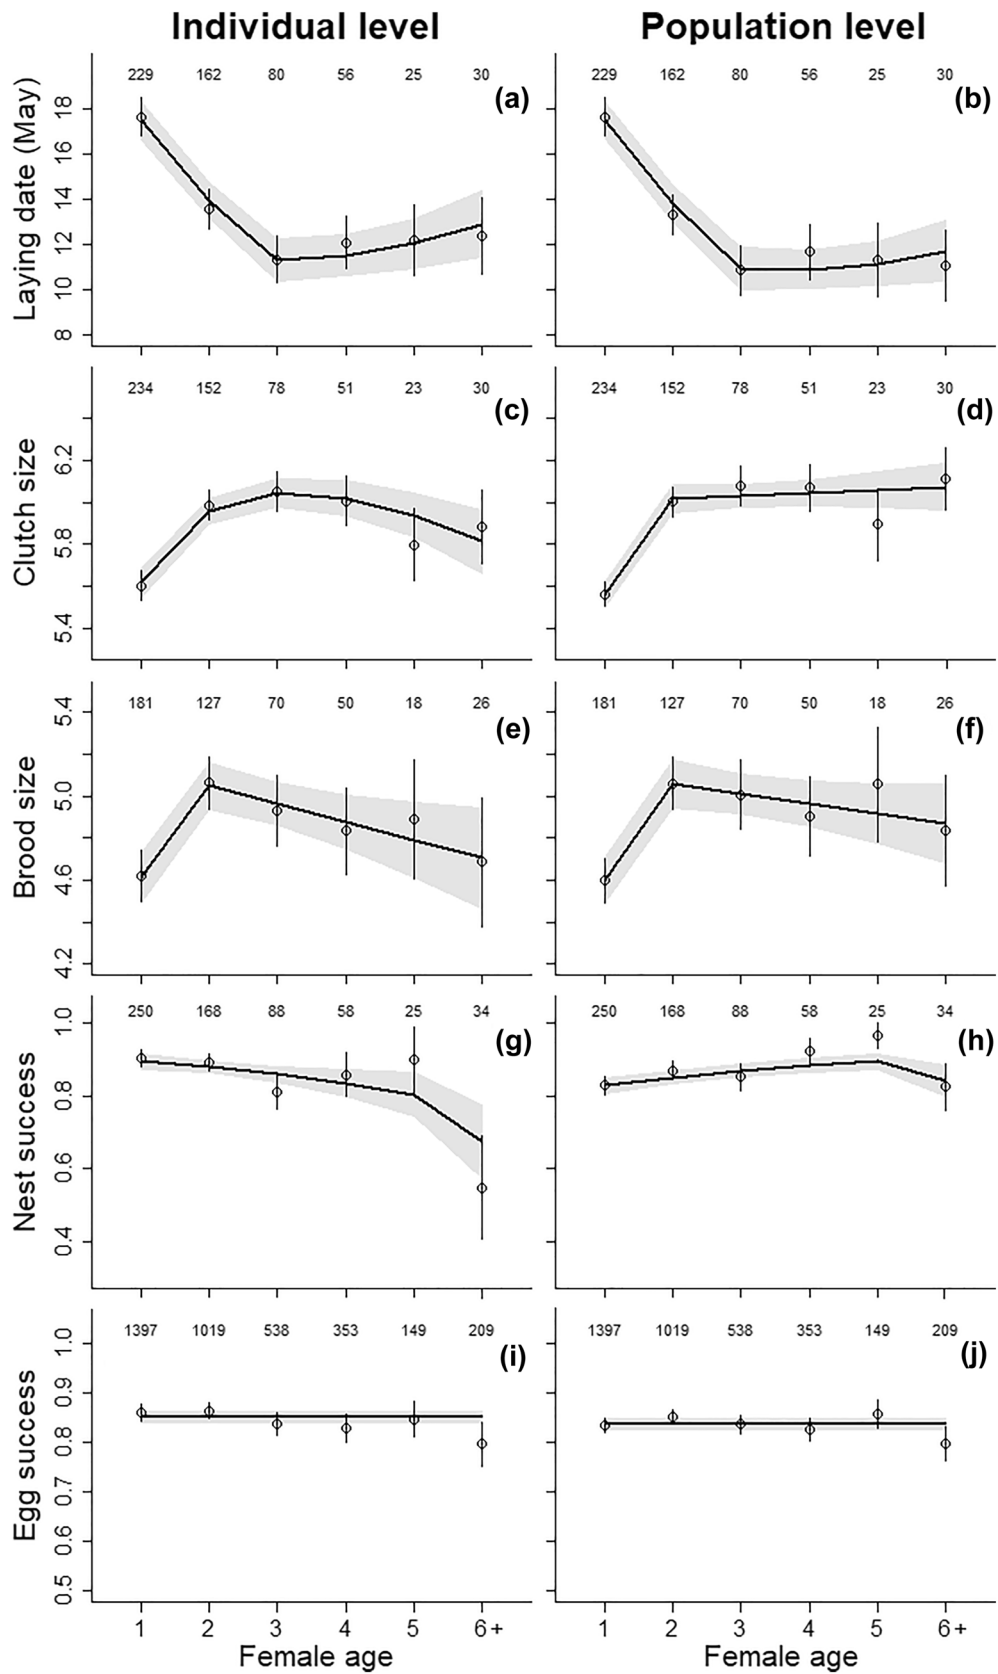 Individual level Population level
229 162 80 56 25 30 (a) 229 162 80 56 25 30 (b)
Laying date (May)
18
16
14
12
10
8
234 152 78 51 23 30 (c) 234 152 78 51 23 30 (d)
Clutch size
6.2
5.8
5.4
181 127 70 50 18 26 (e) 181 127 70 50 18 26 (f)
Brood size
5.4
5.0
4.6
4.2
250 168 88 58 25 34 (g) 250 168 88 58 25 34 (h)
Nest success
1.0
0.8
0.6
0.4
1397 1019 538 353 149 209 (i) 1397 1019 538 353 149 209 (j)
Egg success
1.0
0.9
0.8
0.7
0.6
0.5
1 2 3 4 5 6+ 1 2 3 4 5 6+
Female age Female age